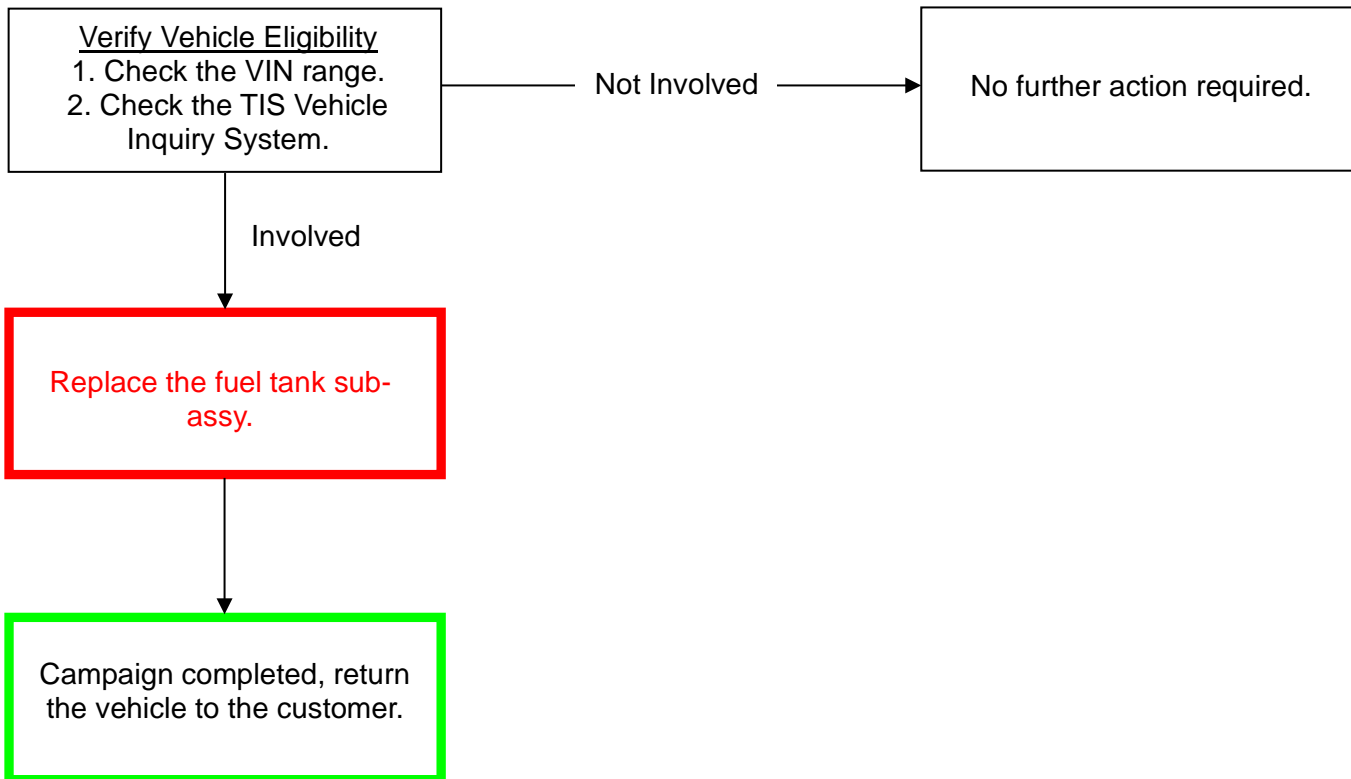 Verify Vehicle Eligibility
1. Check the VIN range.
2. Check the TIS Vehicle
Inquiry System.
Not Involved
No further action required.
Involved
Replace the fuel tank sub-
assy.
Campaign completed, return
the vehicle to the customer.